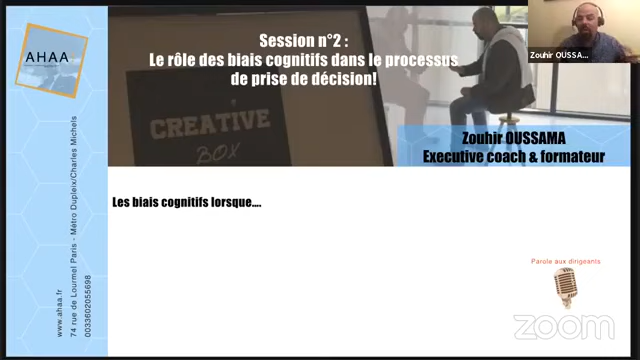 AHAA
Session n°2 :
Le rôle des biais cognitifs dans le processus
de prise de décision!
CREATIVE
BOX
Zouhir OUSSAMA
Executive coach & formateur
Zouhir OUSSA...
Les biais cognitifs lorsque....
www.ahaa.fr
74 rue de Lourmel Paris - Métro Dupleix/Charles Michels
0033602055698
Parole aux dirigeants
zoom